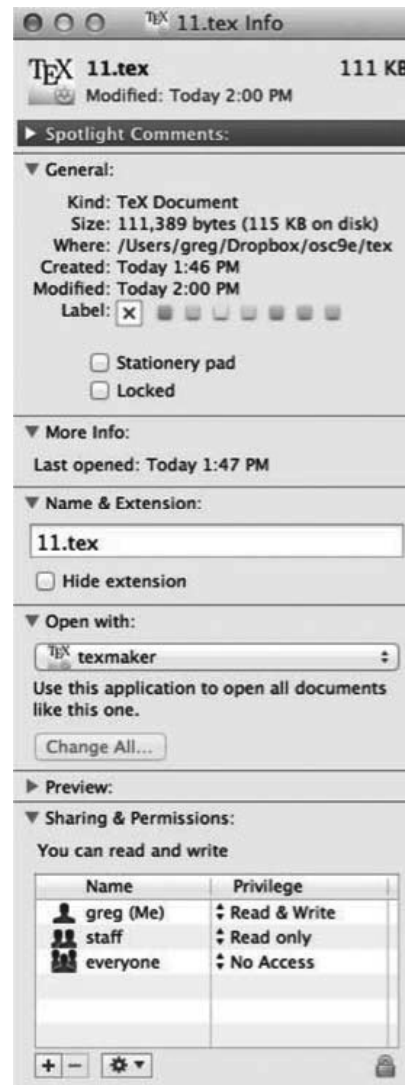 TEX 11.tex Info
TEX 11.tex 111 KB
Modified: Today 2:00 PM
Spotlight Comments:
General:
Kind: TeX Document
Size: 111,389 bytes (115 KB on disk)
Where: /Users/greg/Dropbox/osc9e/tex
Created: Today 1:46 PM
Modified: Today 2:00 PM
Label:
Stationery pad
Locked
More Info:
Last opened: Today 1:47 PM
Name & Extension:
11.tex
Hide extension
Open with:
TEX texmaker
Use this application to open all documents
like this one.
Change All...
Preview:
Sharing & Permissions:
You can read and write
Name Privilege
greg (Me) Read & Write
staff Read only
everyone No Access